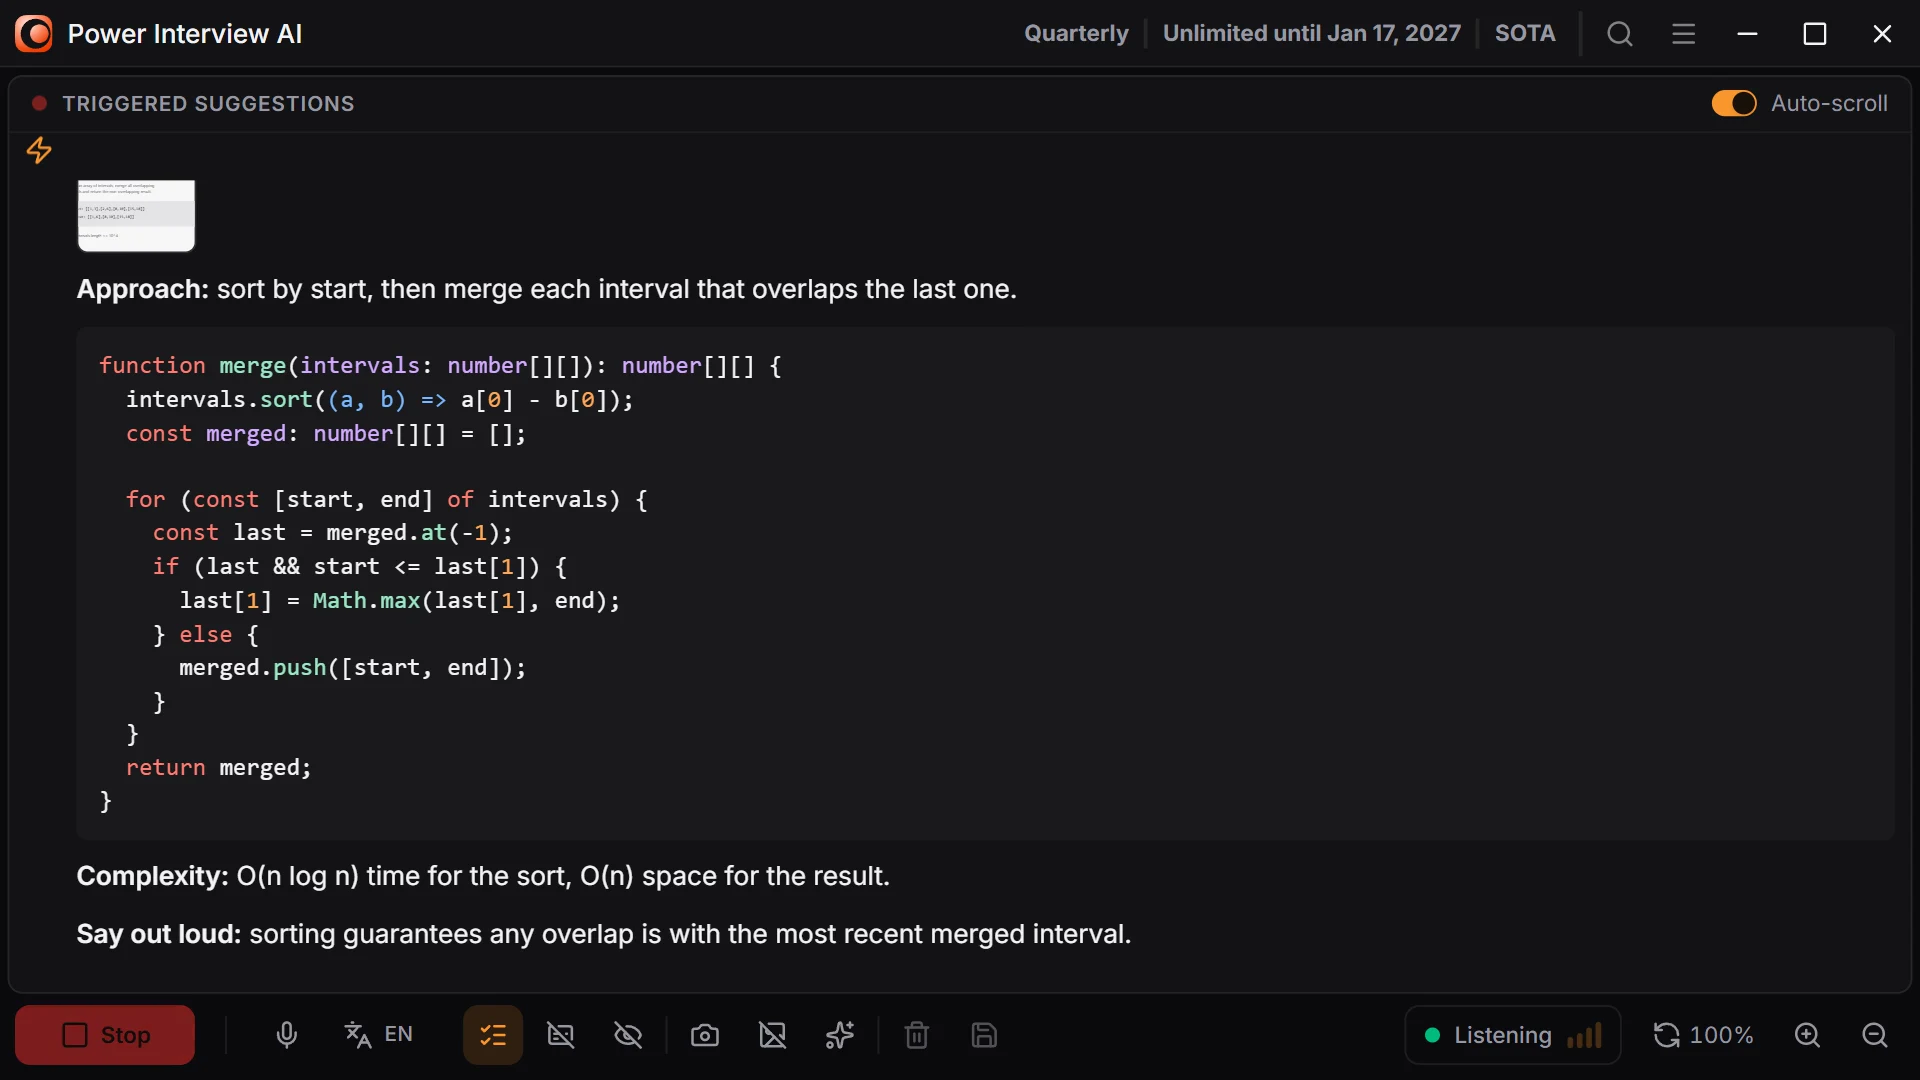 Power Interview AI
Quarterly
Unlimited until Jan 17, 2027
SOTA
TRIGGERED SUGGESTIONS
Auto-scroll
Approach: sort by start, then merge each interval that overlaps the last one.
function merge(intervals: number[][]): number[][] {
  intervals.sort((a, b) => a[0] - b[0]);
  const merged: number[][] = [];
  for (const [start, end] of intervals) {
    const last = merged.at(-1);
    if (last && start <= last[1]) {
      last[1] = Math.max(last[1], end);
    } else {
      merged.push([start, end]);
    }
  }
  return merged;
}
Complexity: O(n log n) time for the sort, O(n) space for the result.
Say out loud: sorting guarantees any overlap is with the most recent merged interval.
Stop
EN
Listening
100%